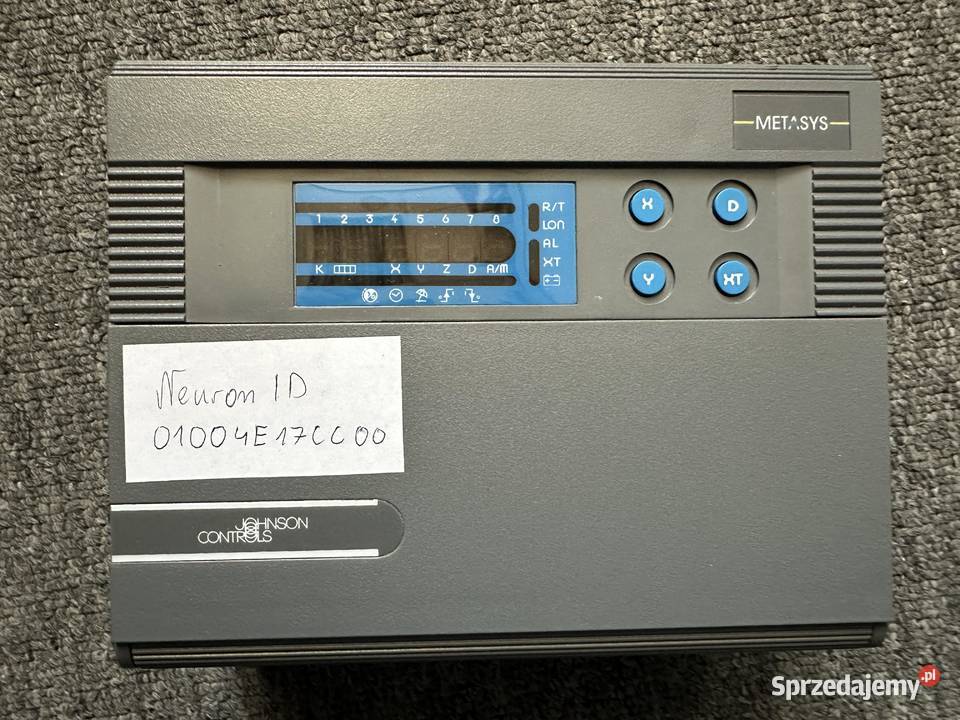 METASYS
1 2 3 4 5 6 7 8
R/T
LON
AL
XT
K X Y Z D A/M
X
D
Y
XT
Neuron ID
01004E17CC00
JOHNSON
CONTROLS
Sprzedajemy.pl